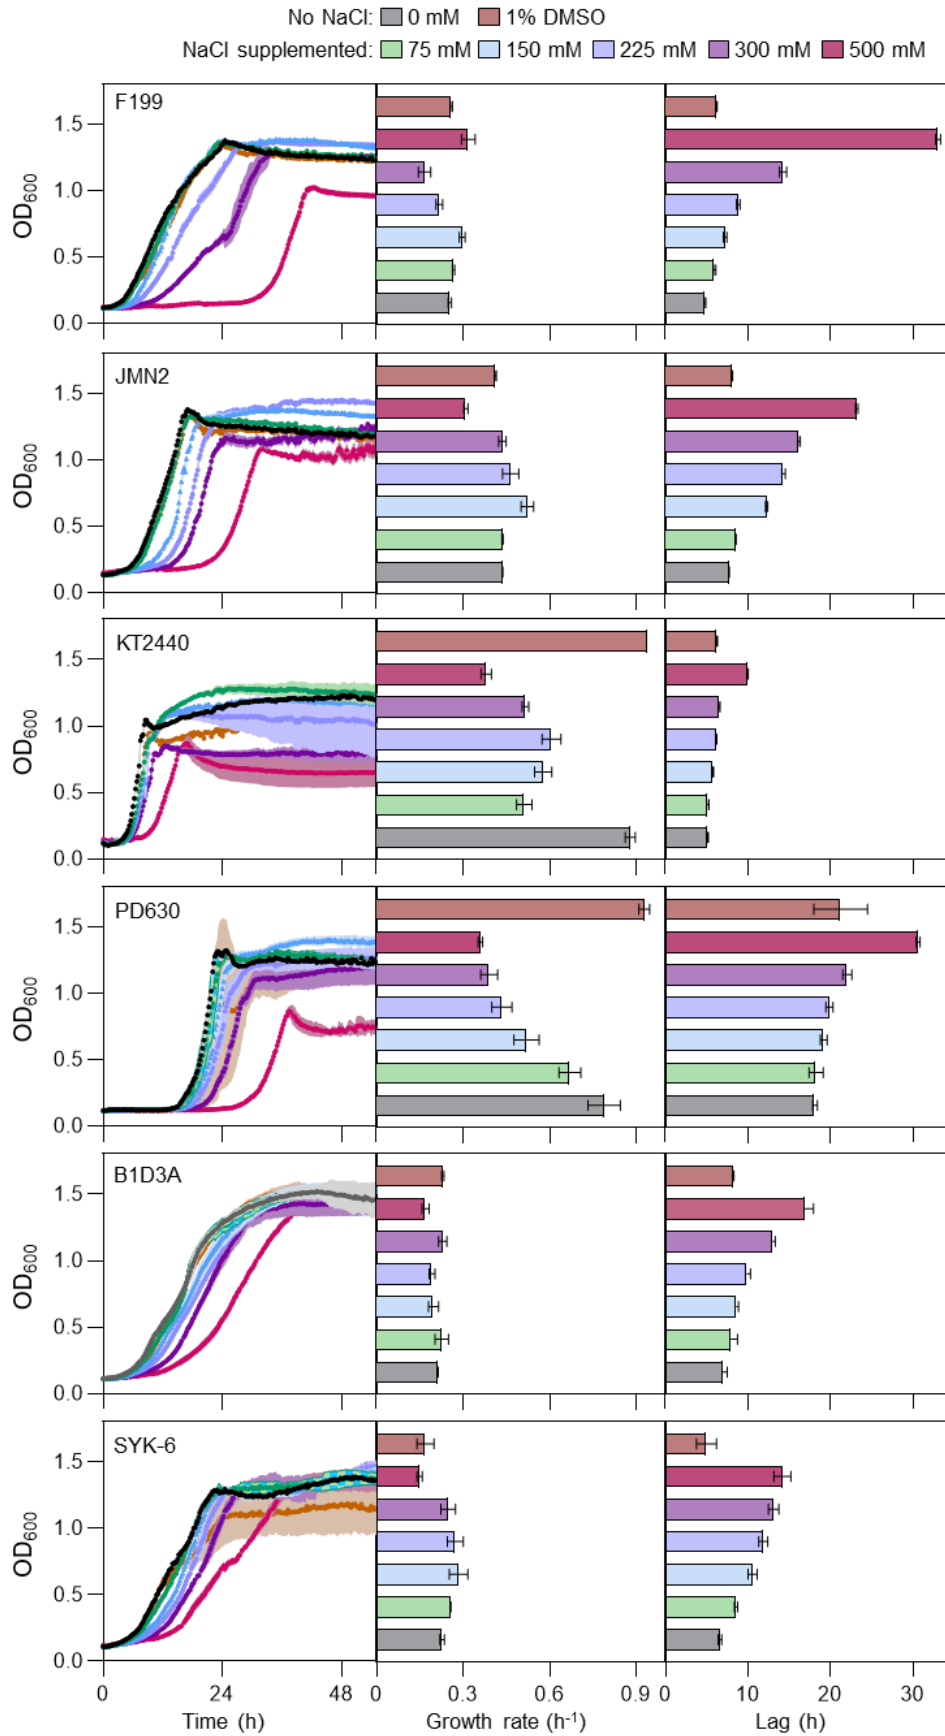 No NaCl: 0 mM 1% DMSO
NaCl supplemented: 75 mM 150 mM 225 mM 300 mM 500 mM
F199
1.5
1.0
0.5
0.0
OD600
JMN2
1.5
1.0
0.5
0.0
OD600
KT2440
1.5
1.0
0.5
0.0
OD600
PD630
1.5
1.0
0.5
0.0
OD600
B1D3A
1.5
1.0
0.5
0.0
OD600
SYK-6
1.5
1.0
0.5
0.0
OD600
0 24 48 0 0.3 0.6 0.9 0 10 20 30
Time (h) Growth rate (h-1) Lag (h)